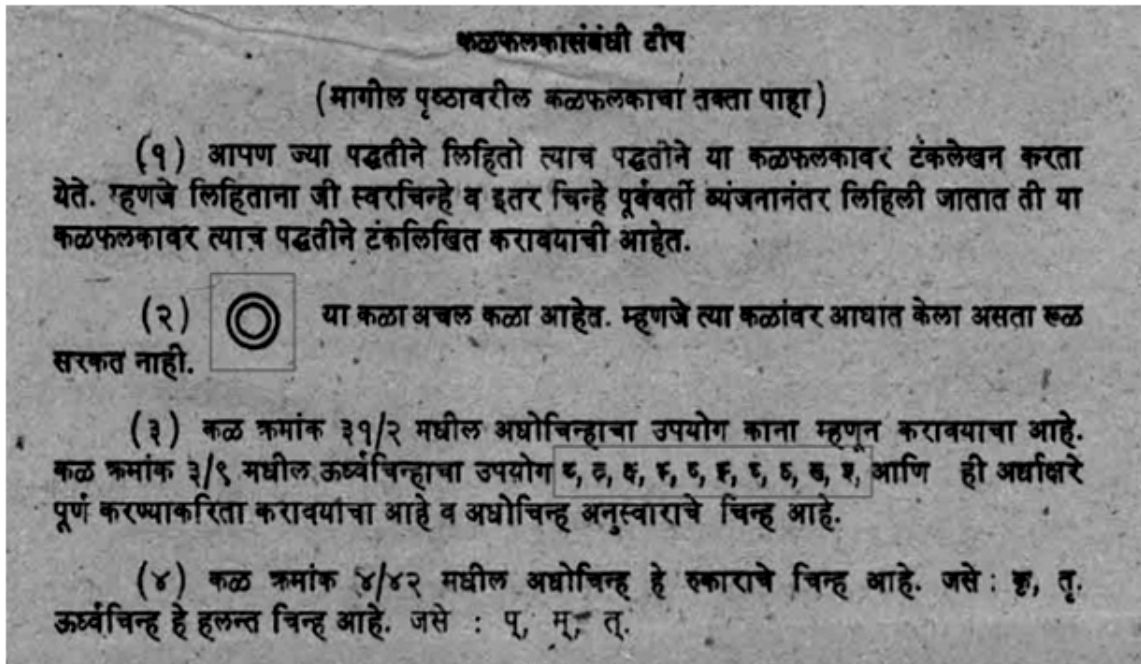 कळफलकासंबंधी टीप
(मागील पृष्ठावरील कळफलकाचा तक्ता पाहा)
(१) आपण ज्या पद्धतीने लिहितो त्याच पद्धतीने या कळफलकावर टंकलेखन करता
येते. म्हणजे लिहिताना जी स्वरचिन्हे व इतर चिन्हे पूर्ववर्ती व्यंजनानंतर लिहिली जातात ती या
कळफलकावर त्याच पद्धतीने टंकलिखित करावयाची आहेत.
(२) या कळा अचल कळा आहेत. म्हणजे त्या कळांवर आघात केला असता रूळ
सरकत नाही.
(३) कळ क्रमांक ३१/२ मधील अधोचिन्हाचा उपयोग काना म्हणून करावयाचा आहे.
कळ क्रमांक ३/९ मधील ऊर्ध्वचिन्हाचा उपयोग आणि ही अर्धाक्षरे
पूर्ण करण्याकरिता करावयाचा आहे व अधोचिन्ह अनुस्वाराचे चिन्ह आहे.
(४) कळ क्रमांक ४/४२ मधील अधोचिन्ह हे रुकाराचे चिन्ह आहे. जसे : कृ, तृ.
ऊर्ध्वचिन्ह हे हलन्त चिन्ह आहे. जसे : प्, म्, त्.